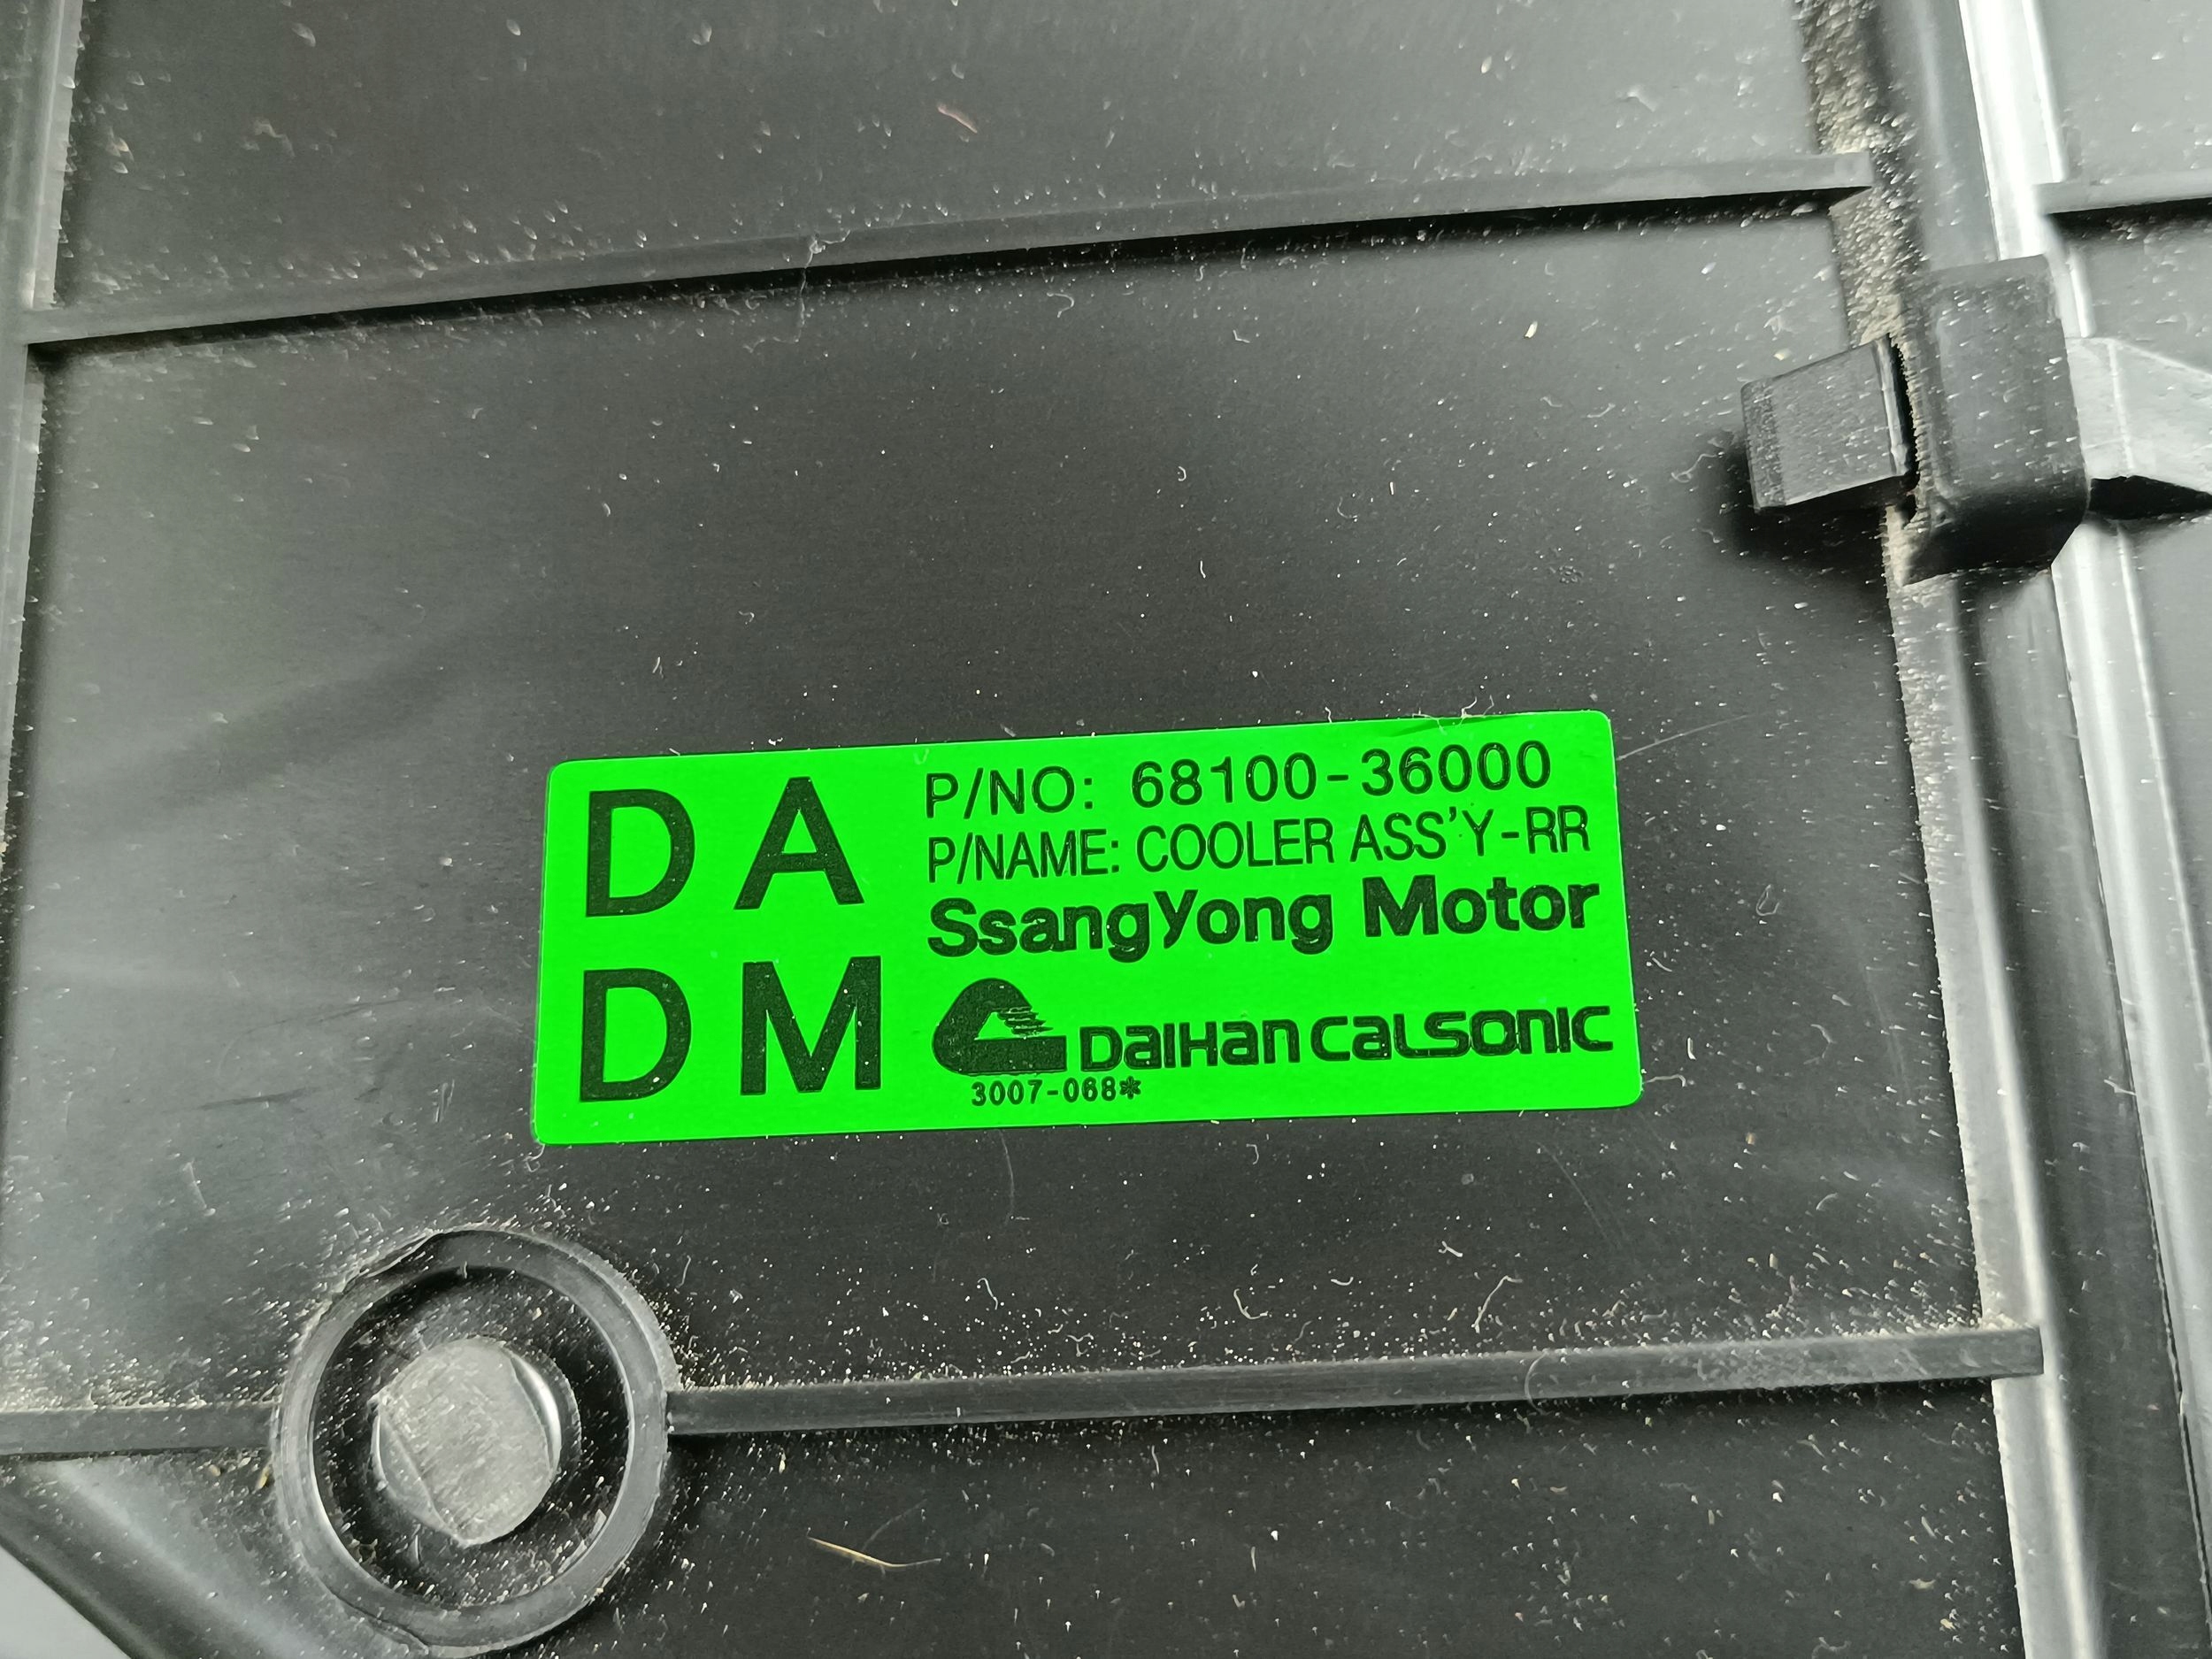 DA
DM
P/NO: 68100-36000
P/NAME: COOLER ASS'Y-RR
SsangYong Motor
DAIHAN CALSONIC
3007-068*